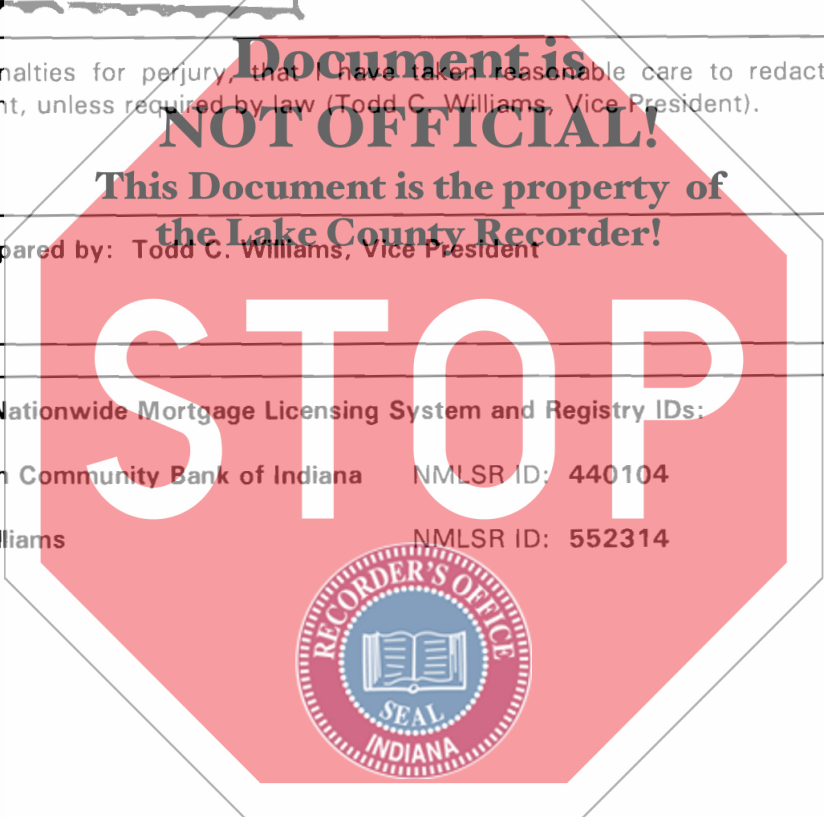 Document is
nalties for perjury, that I have taken reasonable care to redact
nt, unless required by law (Todd C. Williams, Vice President).
NOT OFFICIAL!
This Document is the property of
the Lake County Recorder!
pared by: Todd C. Williams, Vice President
STOP
Nationwide Mortgage Licensing System and Registry IDs:
n Community Bank of Indiana NMLSR ID: 440104
lliams NMLSR ID: 552314
RECORDER'S OFFICE
SEAL
INDIANA